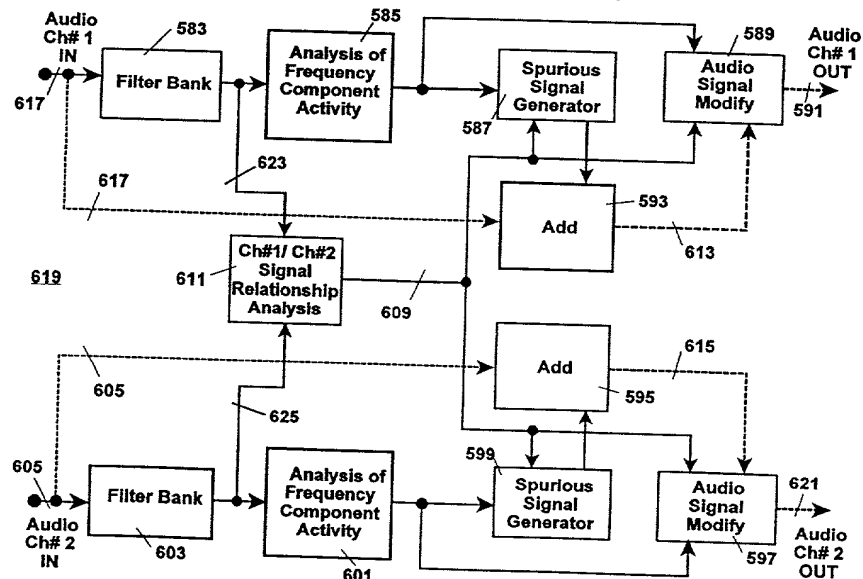 Audio
Ch# 1
IN
617
583
Filter Bank
585
Analysis of
Frequency
Component
Activity
Spurious
Signal
Generator
587
589
Audio
Signal
Modify
Audio
Ch# 1
OUT
591
623
617
593
Add
613
619
611
Ch#1/ Ch#2
Signal
Relationship
Analysis
609
605
625
Add
595
615
605
Audio
Ch# 2
IN
Filter Bank
603
Analysis of
Frequency
Component
Activity
601
599
Spurious
Signal
Generator
Audio
Signal
Modify
597
621
Audio
Ch# 2
OUT